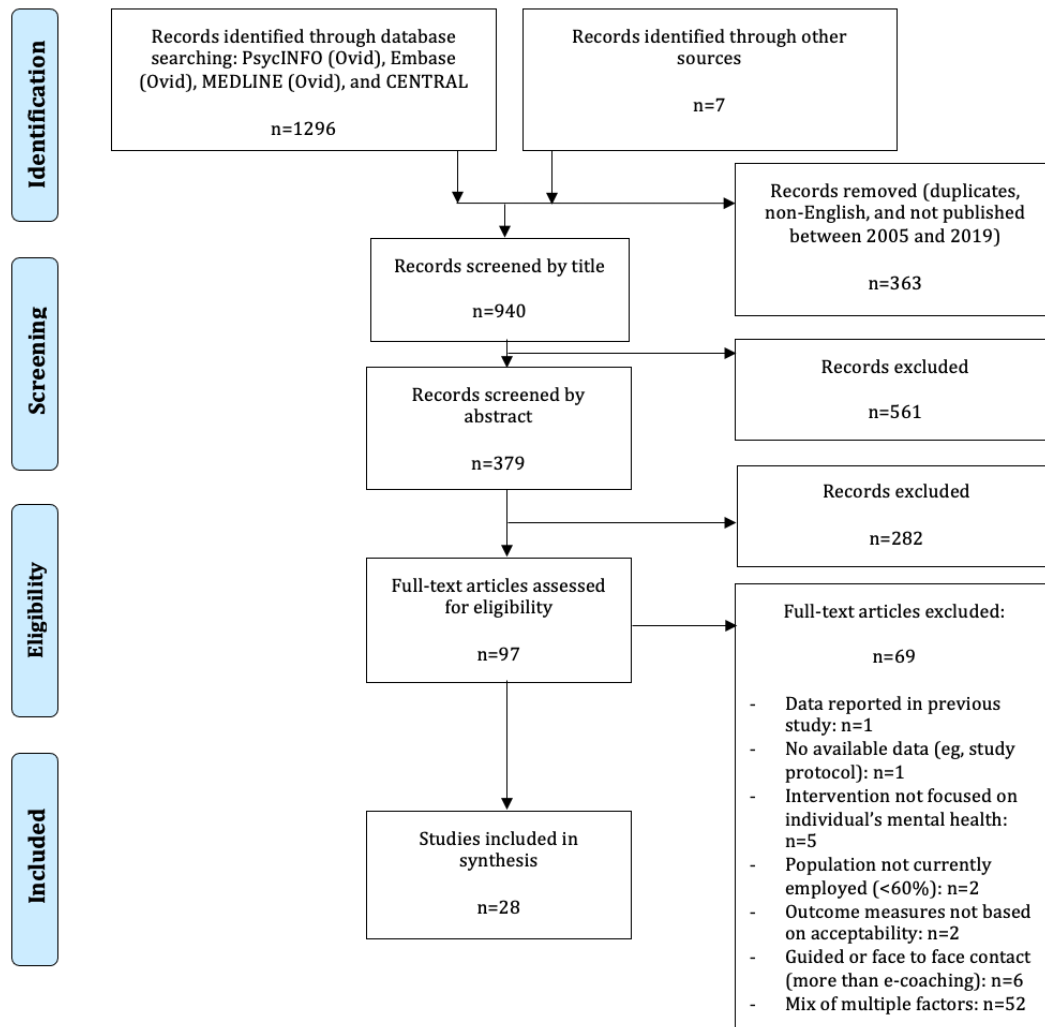 Identification
Records identified through database
searching: PsycINFO (Ovid), Embase
(Ovid), MEDLINE (Ovid), and CENTRAL
n=1296
Records identified through other
sources
n=7
Records removed (duplicates,
non-English, and not published
between 2005 and 2019)
n=363
Screening
Records screened by title
n=940
Records excluded
n=561
Records screened by
abstract
n=379
Records excluded
n=282
Eligibility
Full-text articles assessed
for eligibility
n=97
Full-text articles excluded:
n=69
- Data reported in previous
study: n=1
- No available data (eg, study
protocol): n=1
- Intervention not focused on
individual’s mental health:
n=5
- Population not currently
employed (<60%): n=2
- Outcome measures not based
on acceptability: n=2
- Guided or face to face contact
(more than e-coaching): n=6
- Mix of multiple factors: n=52
Included
Studies included in
synthesis
n=28